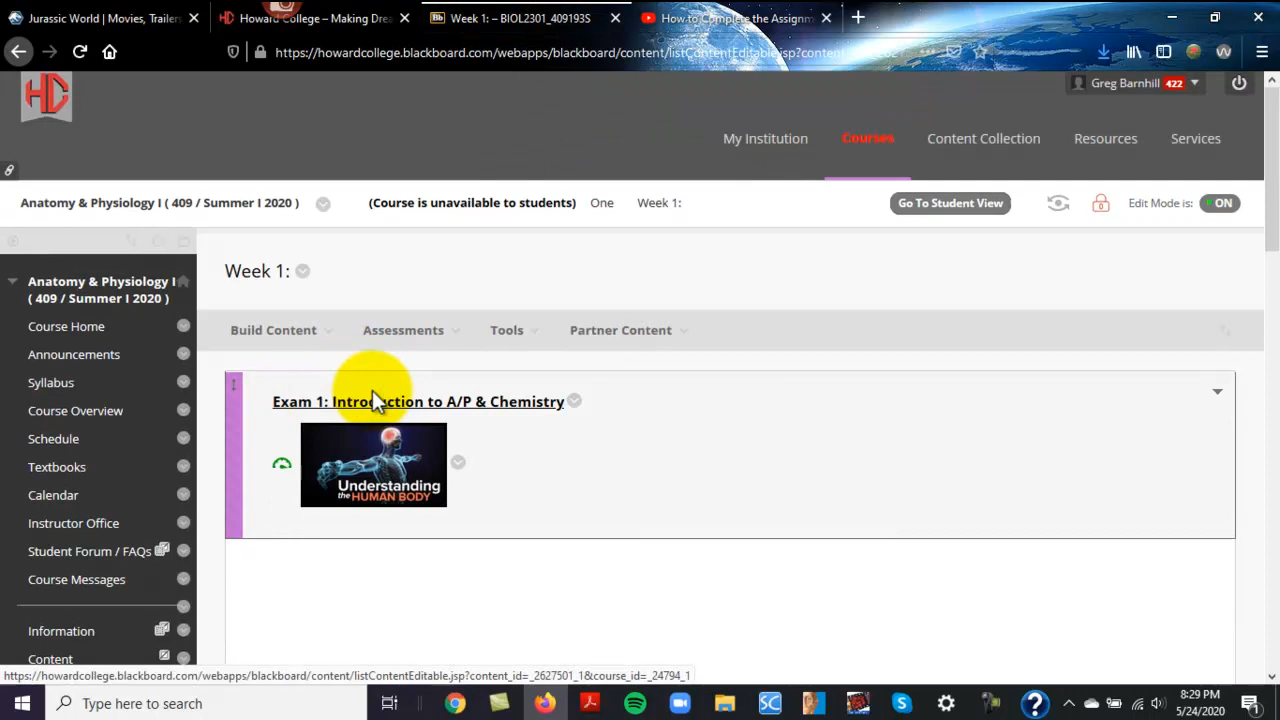 Jurassic World | Movies, Trailers
Howard College – Making Drea
Bb Week 1: – BIOL2301_409193S
How to Complete the Assignm
https://howardcollege.blackboard.com/webapps/blackboard/content/listContentEditable.jsp?content_
HC
Greg Barnhill 422
My Institution Courses Content Collection Resources Services
Anatomy & Physiology I ( 409 / Summer I 2020 ) (Course is unavailable to students) One Week 1: Go To Student View Edit Mode is: ON
Anatomy & Physiology I
( 409 / Summer I 2020 )
Course Home
Announcements
Syllabus
Course Overview
Schedule
Textbooks
Calendar
Instructor Office
Student Forum / FAQs
Course Messages
Information
Content
Week 1:
Build Content Assessments Tools Partner Content
Exam 1: Introduction to A/P & Chemistry
Understanding
the HUMAN BODY
https://howardcollege.blackboard.com/webapps/blackboard/content/listContentEditable.jsp?content_id=_2627501_1&course_id=_24794_1
Type here to search
SC
8:29 PM
5/24/2020